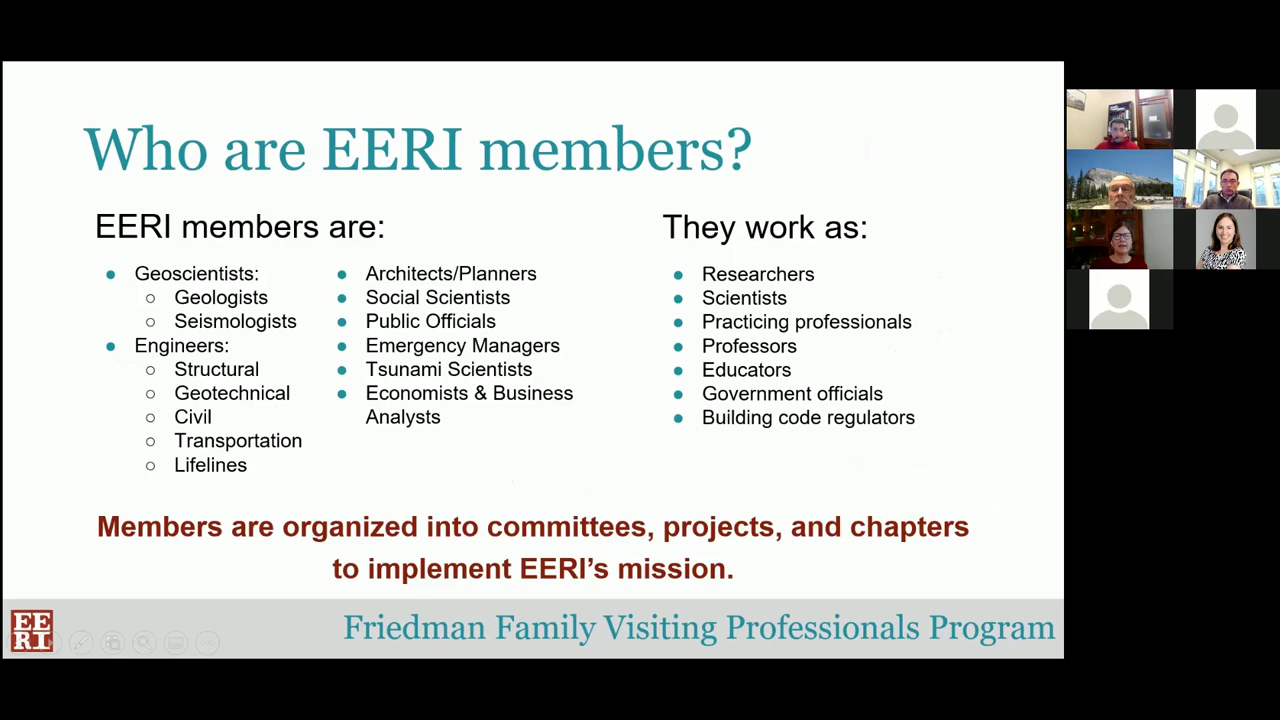 Who are EERI members?
EERI members are:
Geoscientists:
Geologists
Seismologists
Engineers:
Structural
Geotechnical
Civil
Transportation
Lifelines
Architects/Planners
Social Scientists
Public Officials
Emergency Managers
Tsunami Scientists
Economists & Business
Analysts
They work as:
Researchers
Scientists
Practicing professionals
Professors
Educators
Government officials
Building code regulators
Members are organized into committees, projects, and chapters
to implement EERI’s mission.
EE
RI
Friedman Family Visiting Professionals Program